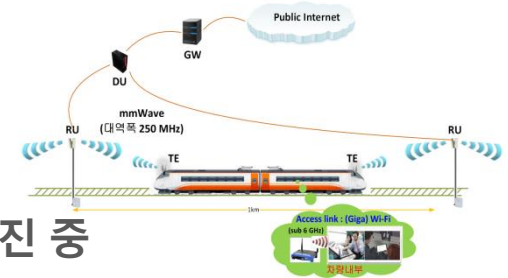 Public Internet
GW
DU
mmWave
(대역폭 250 MHz)
RU
RU
TE
TE
1km
Access link : (Giga) Wi-Fi
(sub 6 GHz)
차량내부
진 중